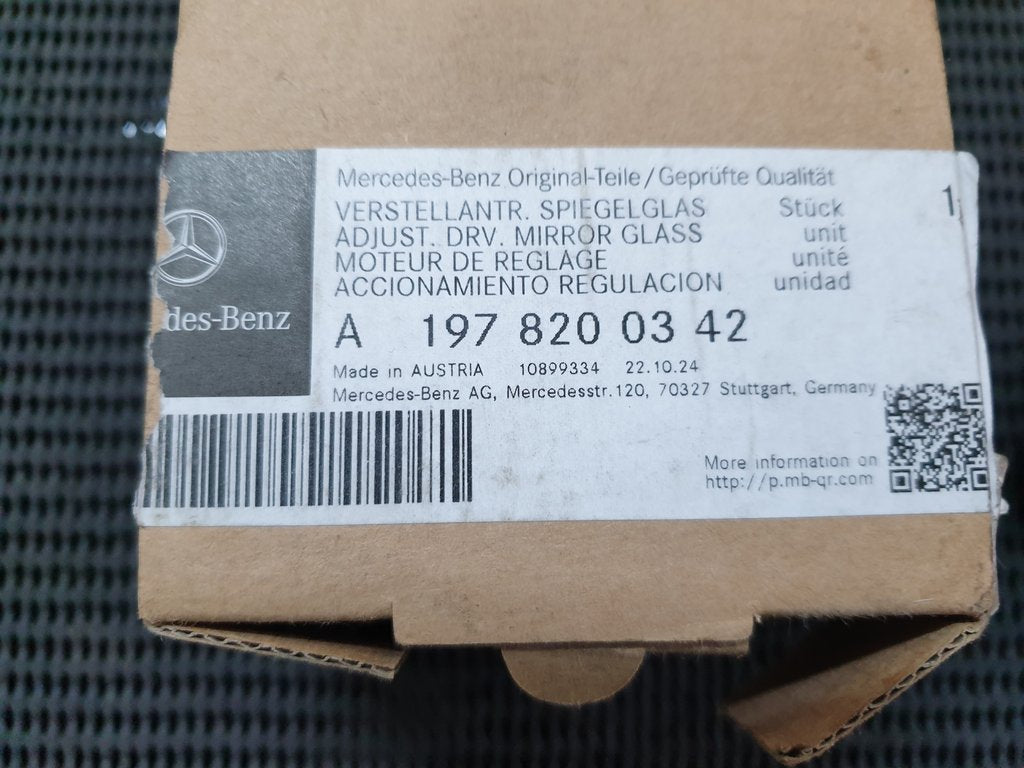 Mercedes-Benz Original-Teile/Geprüfte Qualität
VERSTELLANTR. SPIEGELGLAS Stück 1
ADJUST. DRV. MIRROR GLASS unit
MOTEUR DE REGLAGE unité
ACCIONAMIENTO REGULACION unidad
des-Benz
A 197 820 03 42
Made in AUSTRIA 10899334 22.10.24
Mercedes-Benz AG, Mercedesstr. 120, 70327 Stuttgart, Germany
More information on
http://p.mb-qr.com